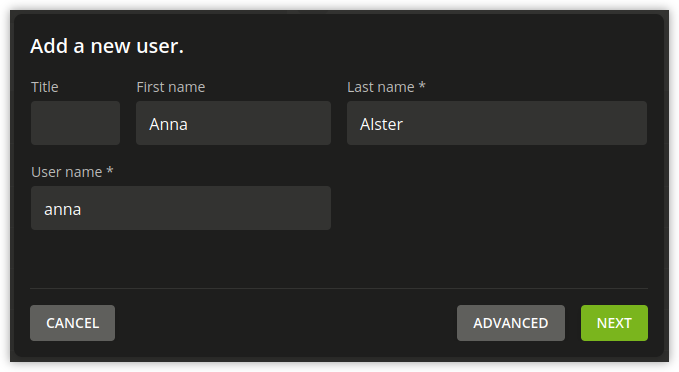 Add a new user.
Title First name Last name *
Anna Alster
User name *
anna
CANCEL ADVANCED NEXT